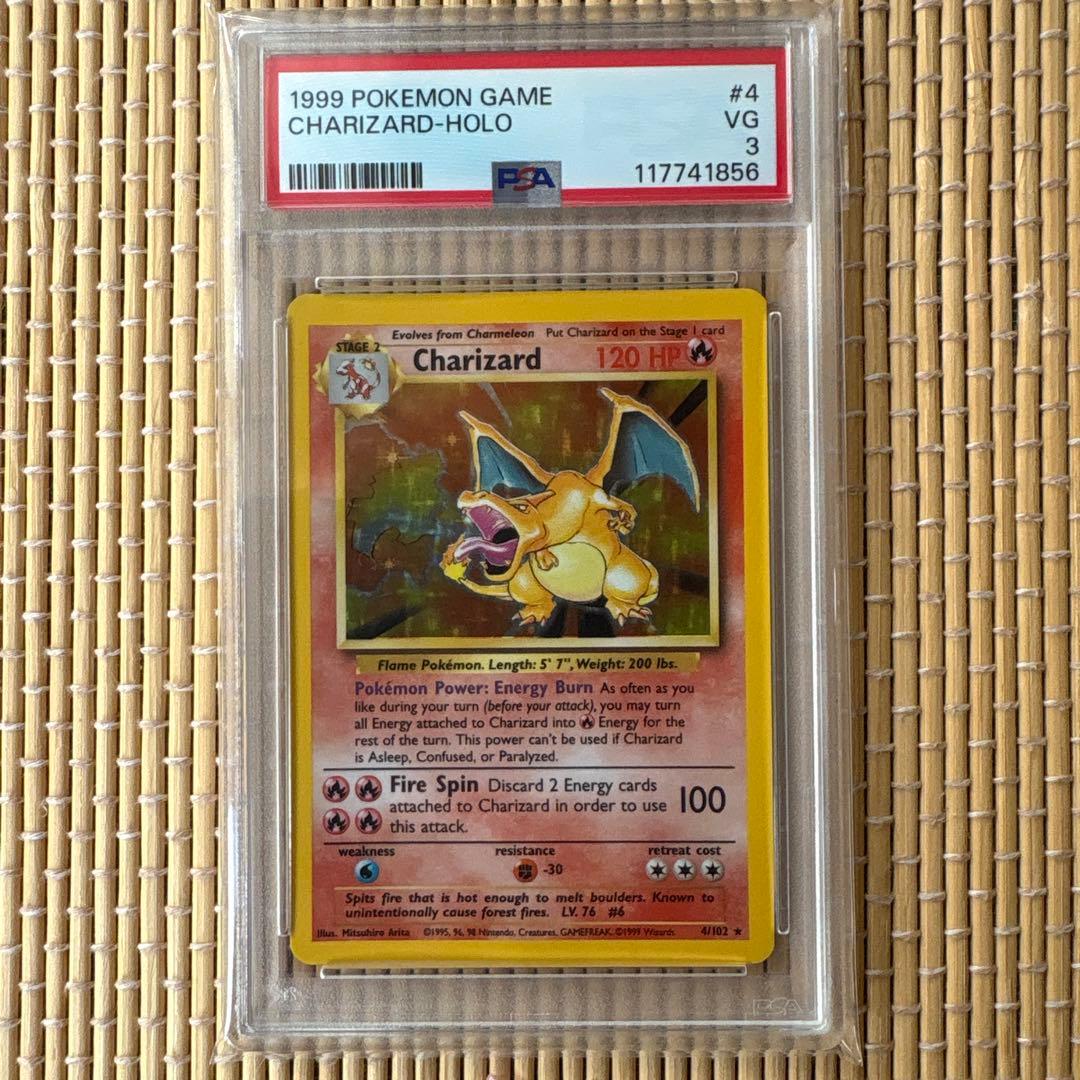 1999 POKEMON GAME #4
CHARIZARD-HOLO VG
3
PSA 117741856
Evolves from Charmeleon Put Charizard on the Stage 1 card
STAGE 2
Charizard 120 HP
Flame Pokémon. Length: 5' 7", Weight: 200 lbs.
Pokémon Power: Energy Burn As often as you
like during your turn (before your attack), you may turn
all Energy attached to Charizard into Energy for the
rest of the turn. This power can't be used if Charizard
is Asleep, Confused, or Paralyzed.
Fire Spin Discard 2 Energy cards
attached to Charizard in order to use 100
this attack.
weakness resistance retreat cost
-30
Spits fire that is hot enough to melt boulders. Known to
unintentionally cause forest fires. LV. 76 #6
Illus. Mitsuhiro Arita ©1995, 96, 98 Nintendo, Creatures, GAMEFREAK. ©1999 Wizards. 4/102 ★
PSA